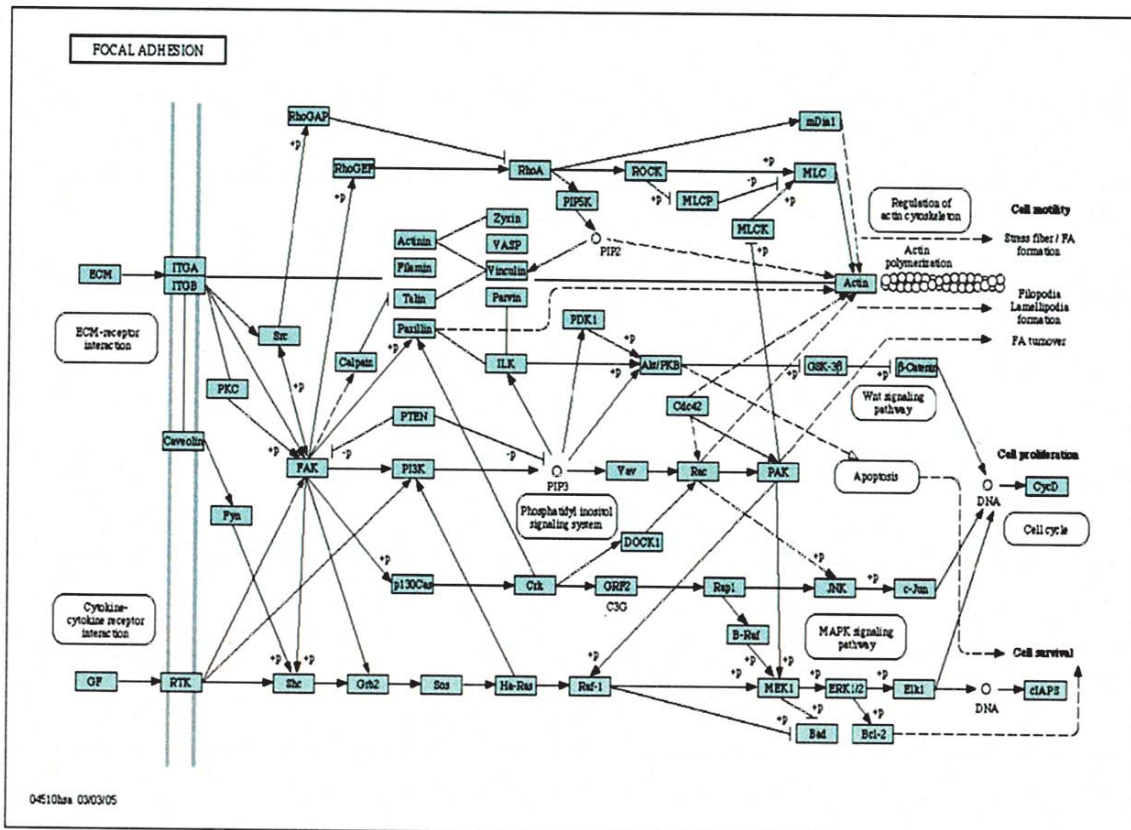 FOCAL ADHESION
RhoGAP
mDia1
+p
RhoGEF
RhoA
ROCK
+p
MLC
+p
PIP5K
+p
MLCP
-p
+p
MLCK
+p
Regulation of
actin cytoskeleton
Cell motility
Stress fiber / FA
formation
Zyxin
Actinin
VASP
PIP2
Filamin
Vinculin
Actin
polymerization
ECM
ITGA
ITGB
Talin
Parvin
Actin
Filopodia
Lamellipodia
formation
ECM-receptor
interaction
Src
Paxillin
PDK1
FA turnover
Calpain
+p
+p
ILK
+p
Akt/PKB
+p
GSK-3β
+p
β-Catenin
PKC
+p
+p
Cdc42
Wnt signaling
pathway
PTEN
Caveolin
+p
-p
-p
FAK
PI3K
PIP3
Vav
Rac
PAK
Apoptosis
Cell proliferation
CycD
DNA
Fyn
Phosphatidyl inositol
signaling system
DOCK1
Cell cycle
+p
p130Cas
Crk
GRF2
C3G
Rap1
+p
JNK
+p
c-Jun
Cytokine-
cytokine receptor
interaction
B-Raf
MAPK signaling
pathway
+p
+p
+p
+p
+p
Cell survival
GF
RTK
Shc
Grb2
Sos
Ha-Ras
Raf-1
+p
MEK1
+p
ERK1/2
+p
Elk1
DNA
cIAPS
+p
+p
+p
Bad
Bcl-2
04510hsa 03/03/05